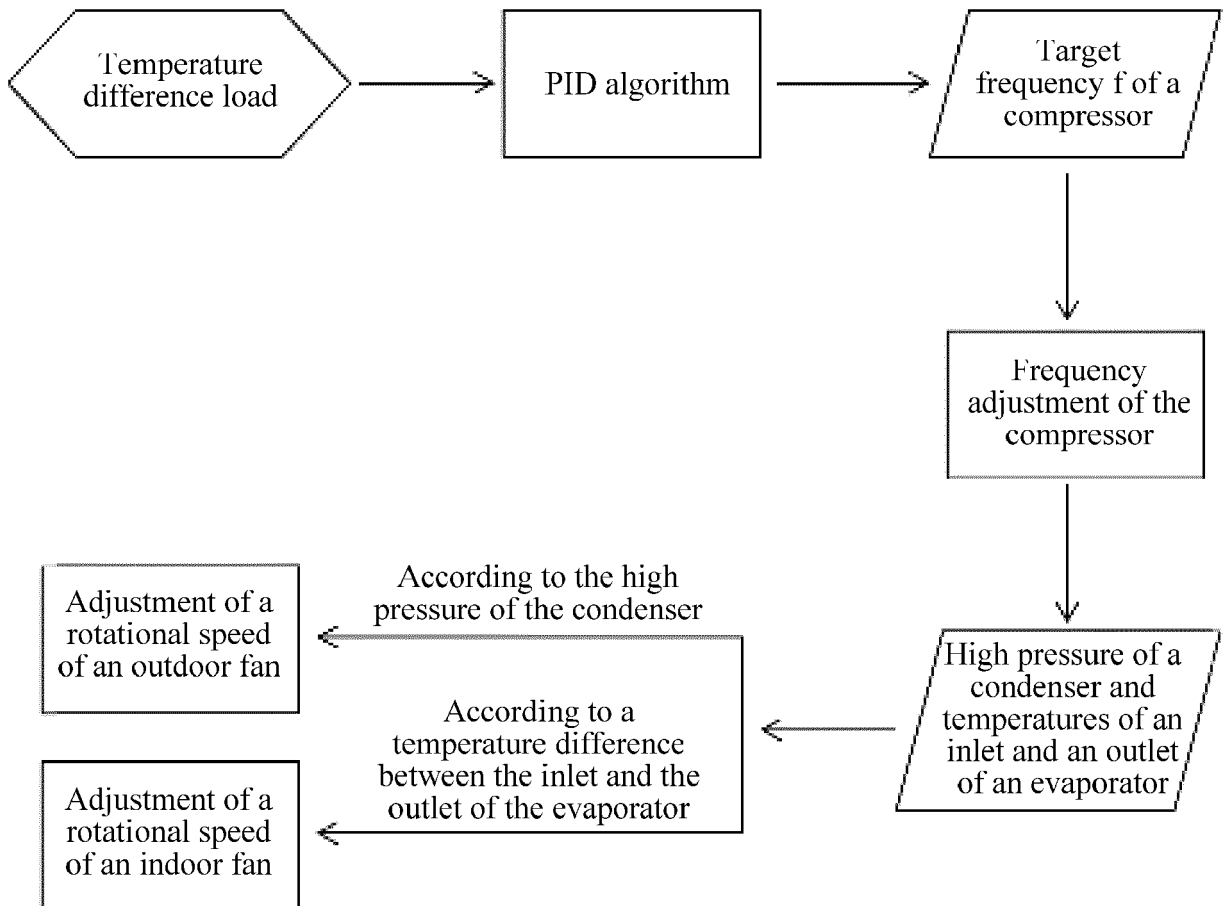 Temperature
difference load
PID algorithm
Target
frequency f of a
compressor
Frequency
adjustment of the
compressor
High pressure of a
condenser and
temperatures of an
inlet and an outlet
of an evaporator
According to the high
pressure of the condenser
Adjustment of a
rotational speed
of an outdoor fan
According to a
temperature difference
between the inlet and the
outlet of the evaporator
Adjustment of a
rotational speed
of an indoor fan